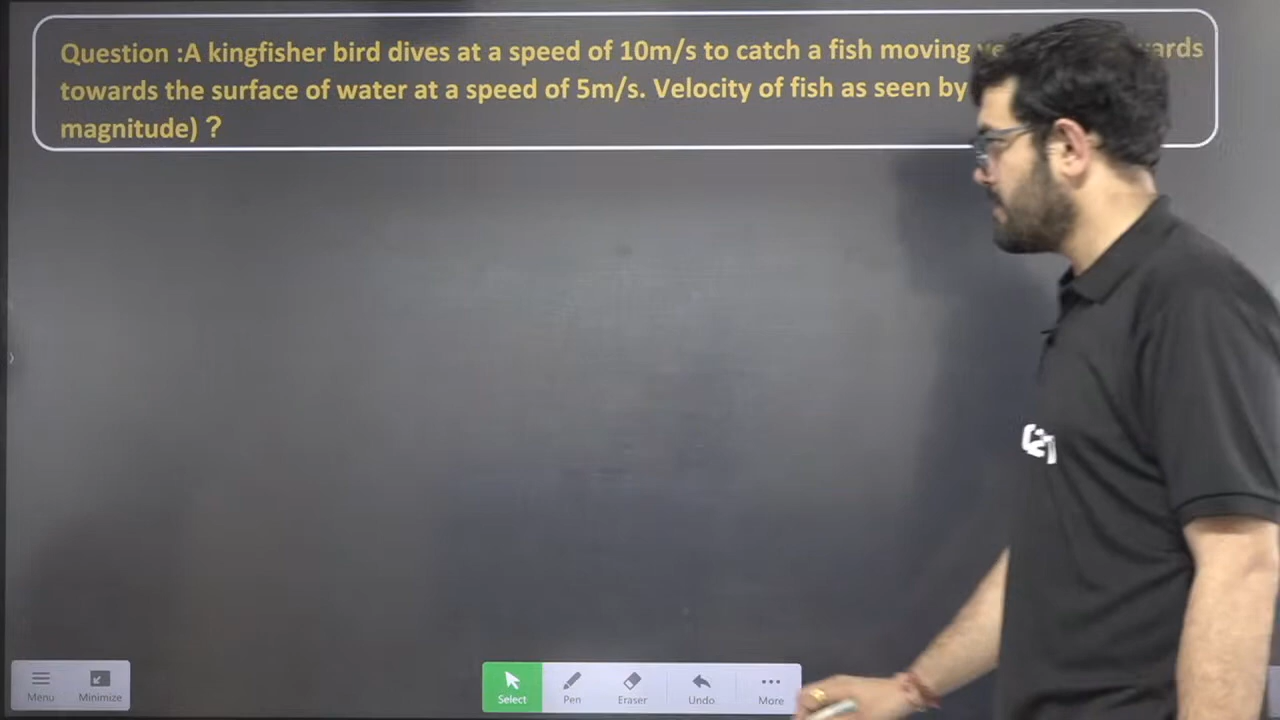 Question :A kingfisher bird dives at a speed of 10m/s to catch a fish moving
towards the surface of water at a speed of 5m/s. Velocity of fish as seen by
magnitude) ?
Menu
Minimize
Select
Pen
Eraser
Undo
More